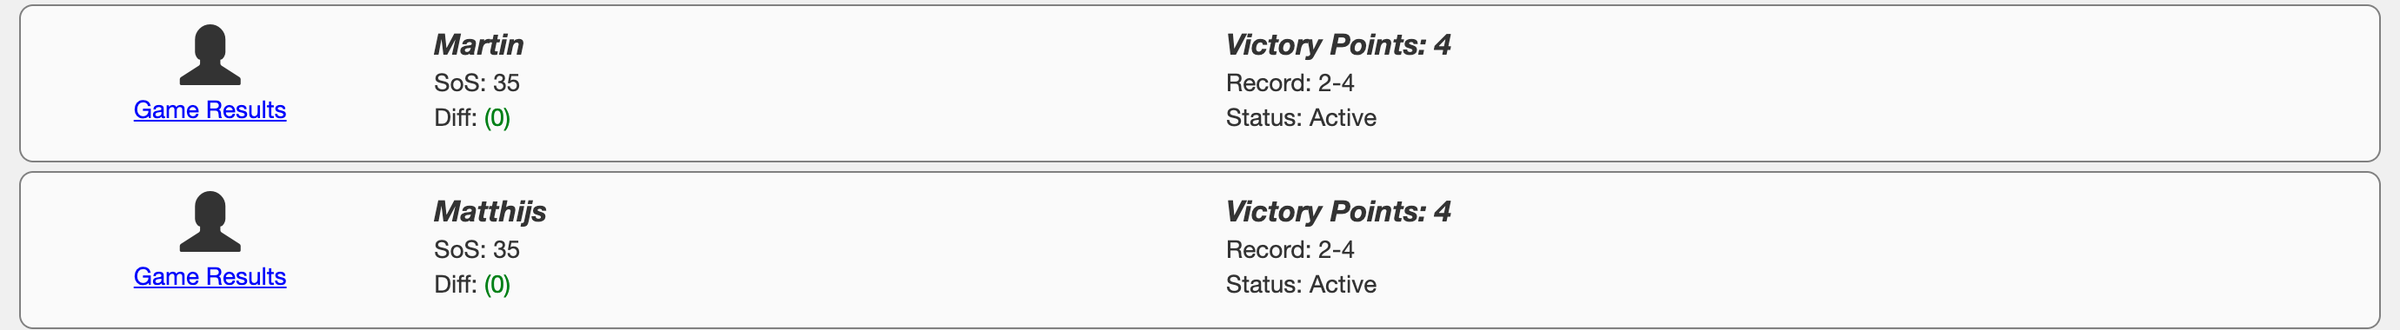 Martin
SoS: 35
Diff: (0)
Game Results
Victory Points: 4
Record: 2-4
Status: Active
Matthijs
SoS: 35
Diff: (0)
Game Results
Victory Points: 4
Record: 2-4
Status: Active